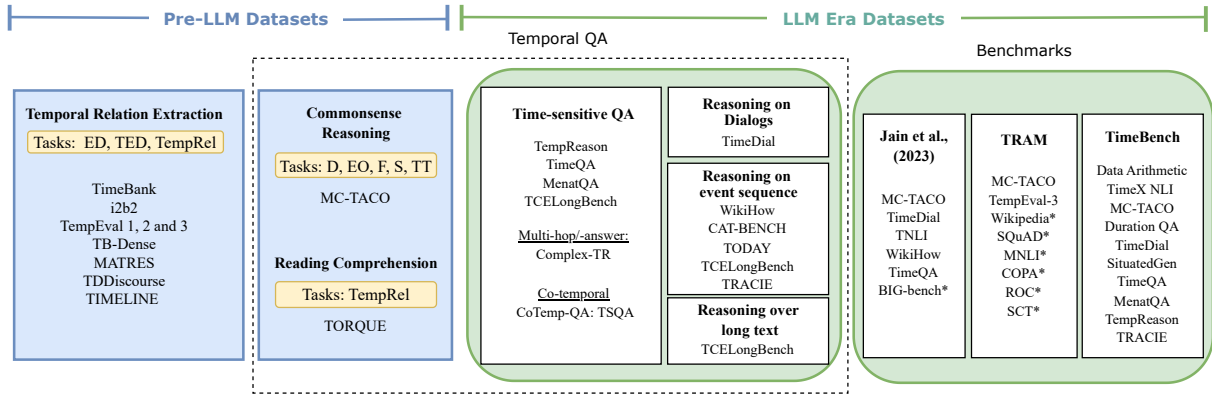 Pre-LLM Datasets
LLM Era Datasets
Temporal QA
Benchmarks
Temporal Relation Extraction
Tasks: ED, TED, TempRel
TimeBank
i2b2
TempEval 1, 2 and 3
TB-Dense
MATRES
TDDiscourse
TIMELINE
Commonsense
Reasoning
Tasks: D, EO, F, S, TT
MC-TACO
Reading Comprehension
Tasks: TempRel
TORQUE
Time-sensitive QA
TempReason
TimeQA
MenatQA
TCELongBench
Multi-hop/-answer:
Complex-TR
Co-temporal
CoTemp-QA: TSQA
Reasoning on
Dialogs
TimeDial
Reasoning on
event sequence
WikiHow
CAT-BENCH
TODAY
TCELongBench
TRACIE
Reasoning over
long text
TCELongBench
Jain et al.,
(2023)
MC-TACO
TimeDial
TNLI
WikiHow
TimeQA
BIG-bench*
TRAM
MC-TACO
TempEval-3
Wikipedia*
SQuAD*
MNLI*
COPA*
ROC*
SCT*
TimeBench
Data Arithmetic
TimeX NLI
MC-TACO
Duration QA
TimeDial
SituatedGen
TimeQA
MenatQA
TempReason
TRACIE